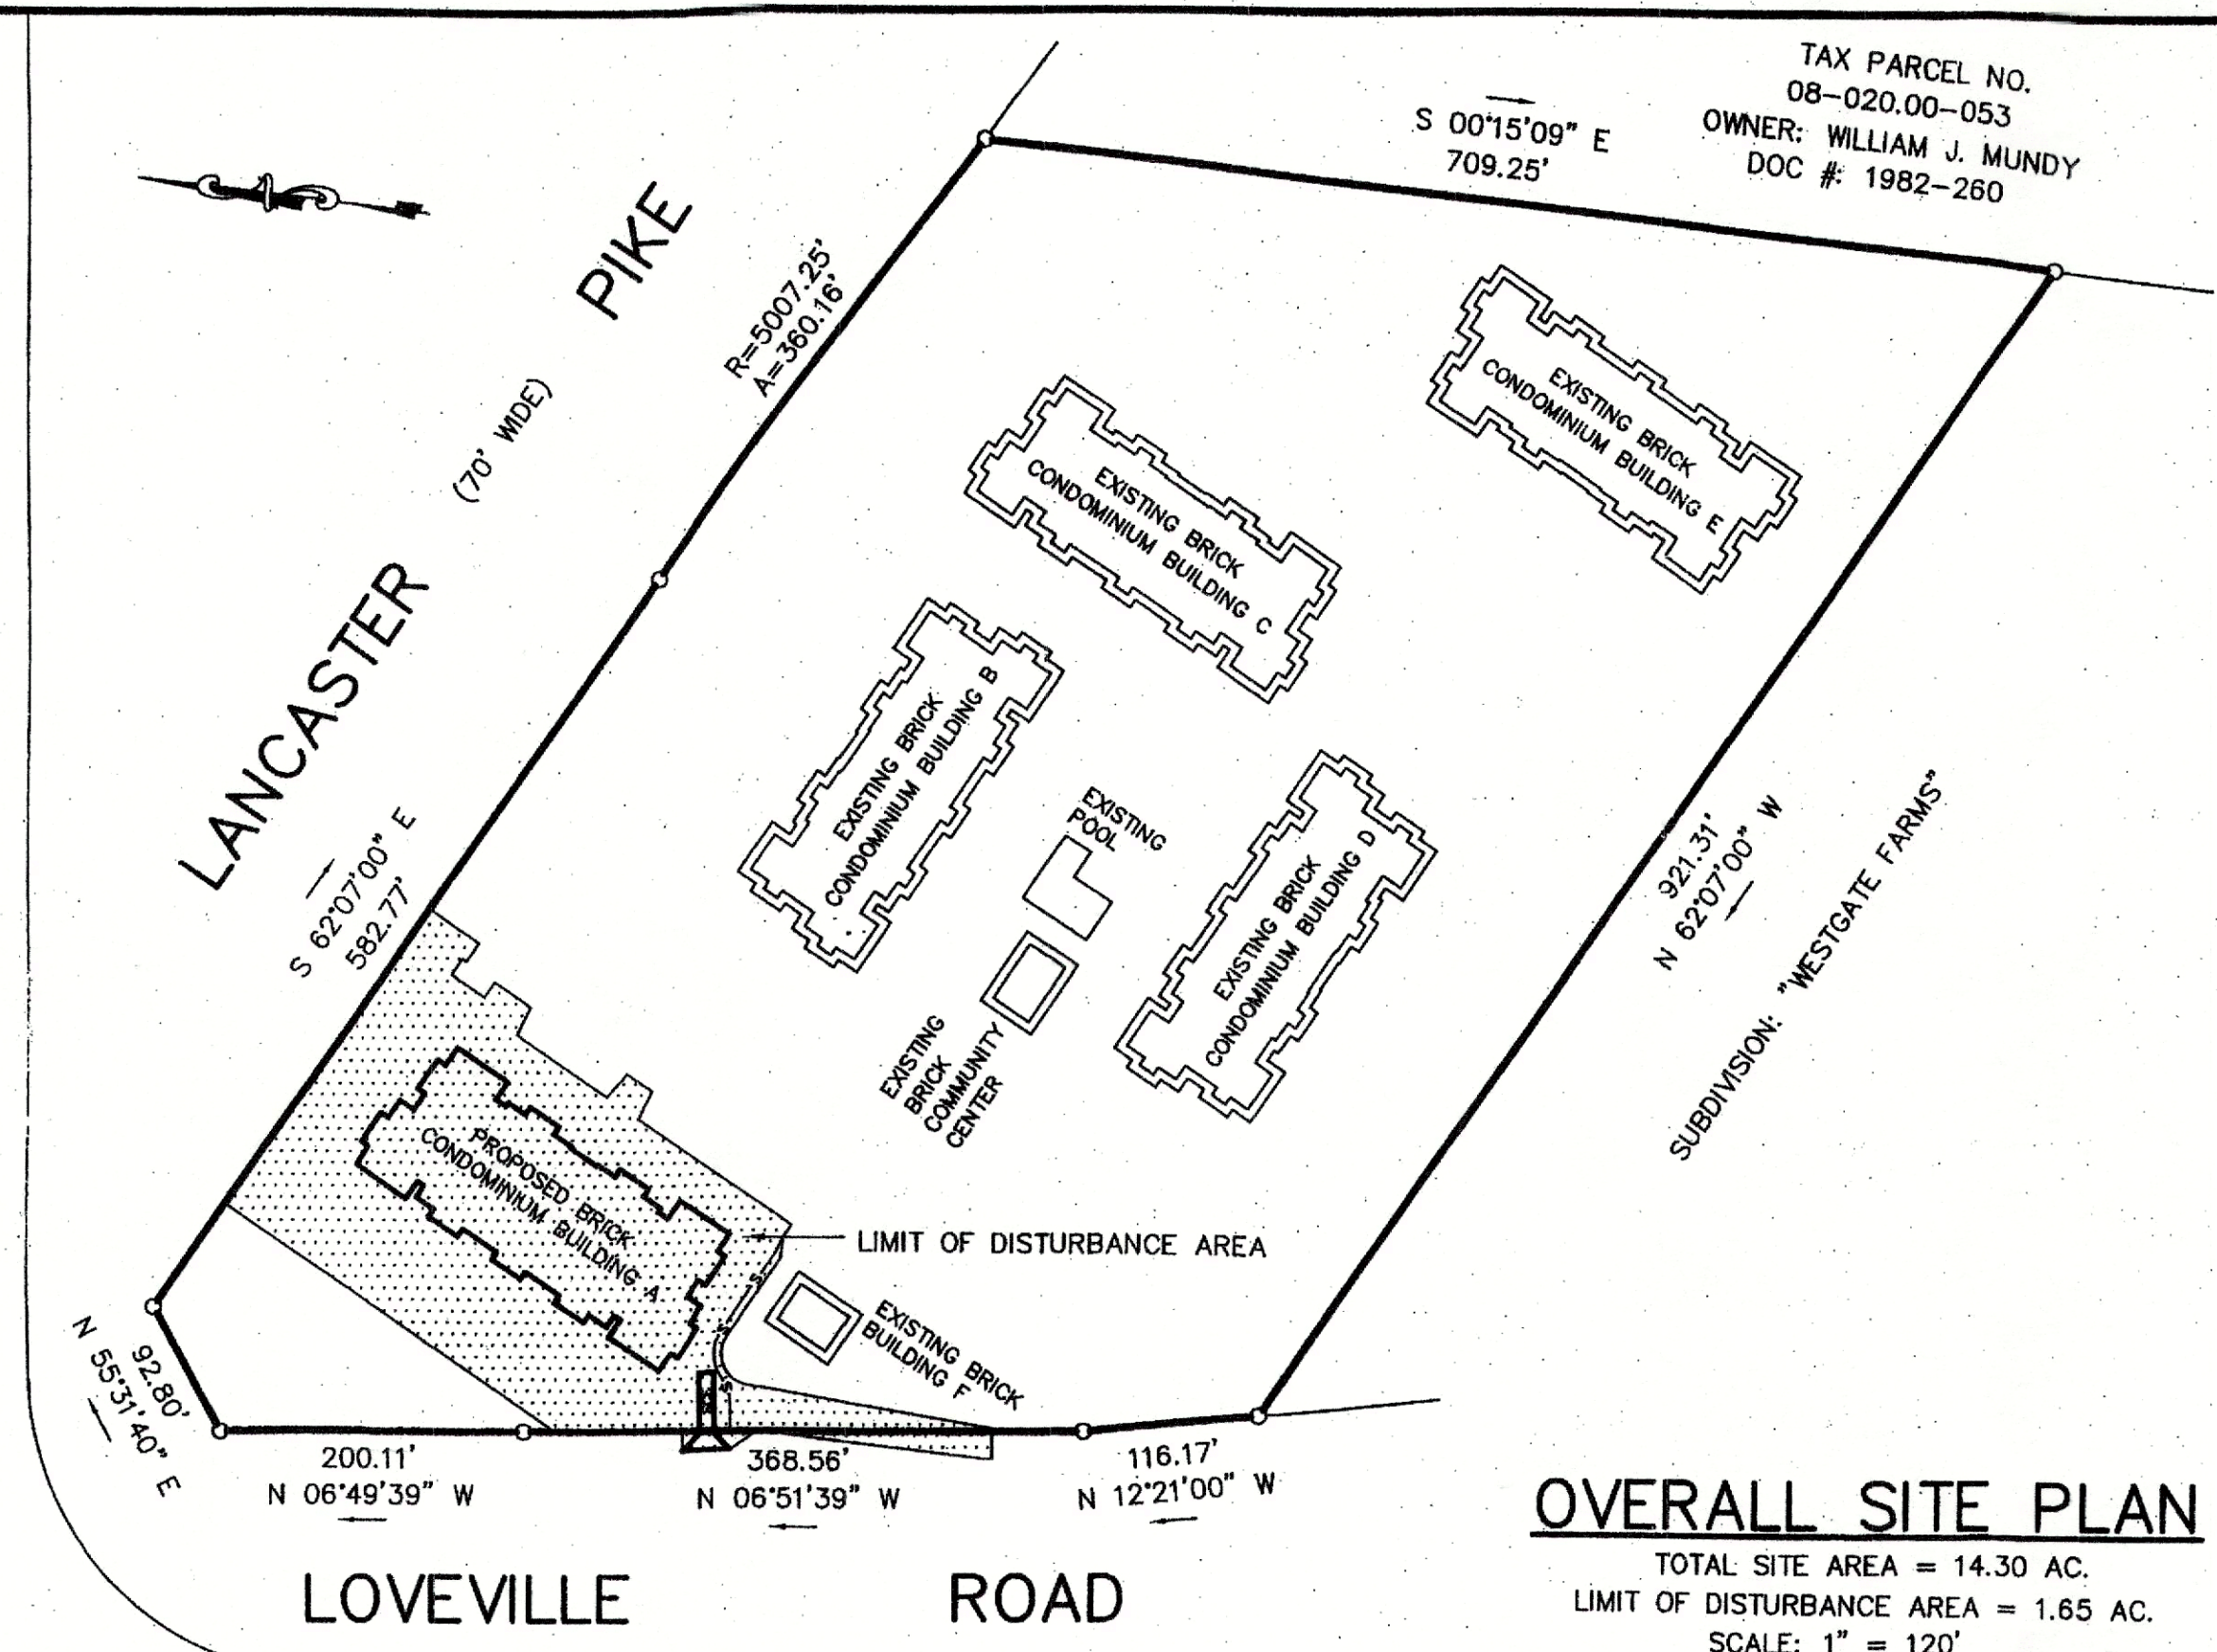 TAX PARCEL NO.
08-020.00-053
OWNER: WILLIAM J. MUNDY
DOC #: 1982-260
S 00°15'09" E
709.25'
LANCASTER PIKE
(70' WIDE)
R=5007.25'
A=360.16'
EXISTING BRICK
CONDOMINIUM BUILDING E
EXISTING BRICK
CONDOMINIUM BUILDING C
EXISTING BRICK
CONDOMINIUM BUILDING B
EXISTING
POOL
EXISTING BRICK
CONDOMINIUM BUILDING D
921.31'
N 62°07'00" W
SUBDIVISION: "WESTGATE FARMS"
S 62°07'00" E
582.77'
EXISTING
BRICK
COMMUNITY
CENTER
PROPOSED BRICK
CONDOMINIUM BUILDING A
LIMIT OF DISTURBANCE AREA
S
S
S
EXISTING BRICK
BUILDING F
92.80'
N 55°31'40" E
200.11'
N 06°49'39" W
368.56'
N 06°51'39" W
116.17'
N 12°21'00" W
LOVEVILLE ROAD
OVERALL SITE PLAN
TOTAL SITE AREA = 14.30 AC.
LIMIT OF DISTURBANCE AREA = 1.65 AC.
SCALE: 1" = 120'